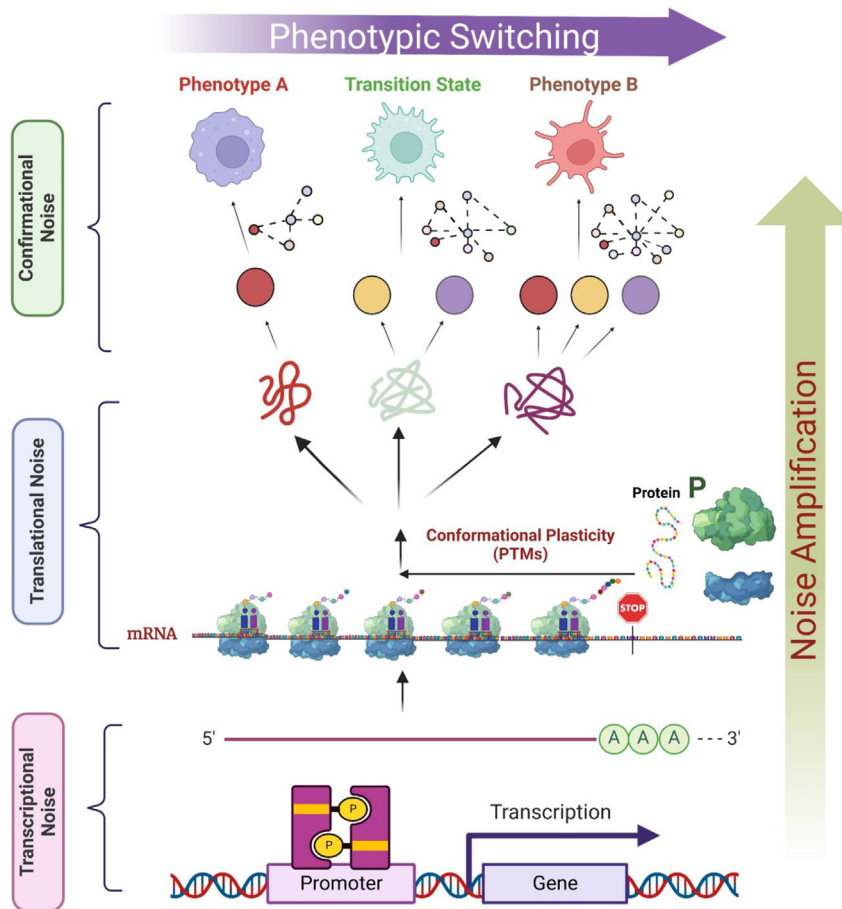 Phenotypic Switching
Phenotype A
Transition State
Phenotype B
Confirmational
Noise
Translational Noise
Protein P
Conformational Plasticity
(PTMs)
STOP
mRNA
Noise Amplification
Transcriptional
Noise
5'
A A A
3'
P
P
Transcription
Promoter
Gene